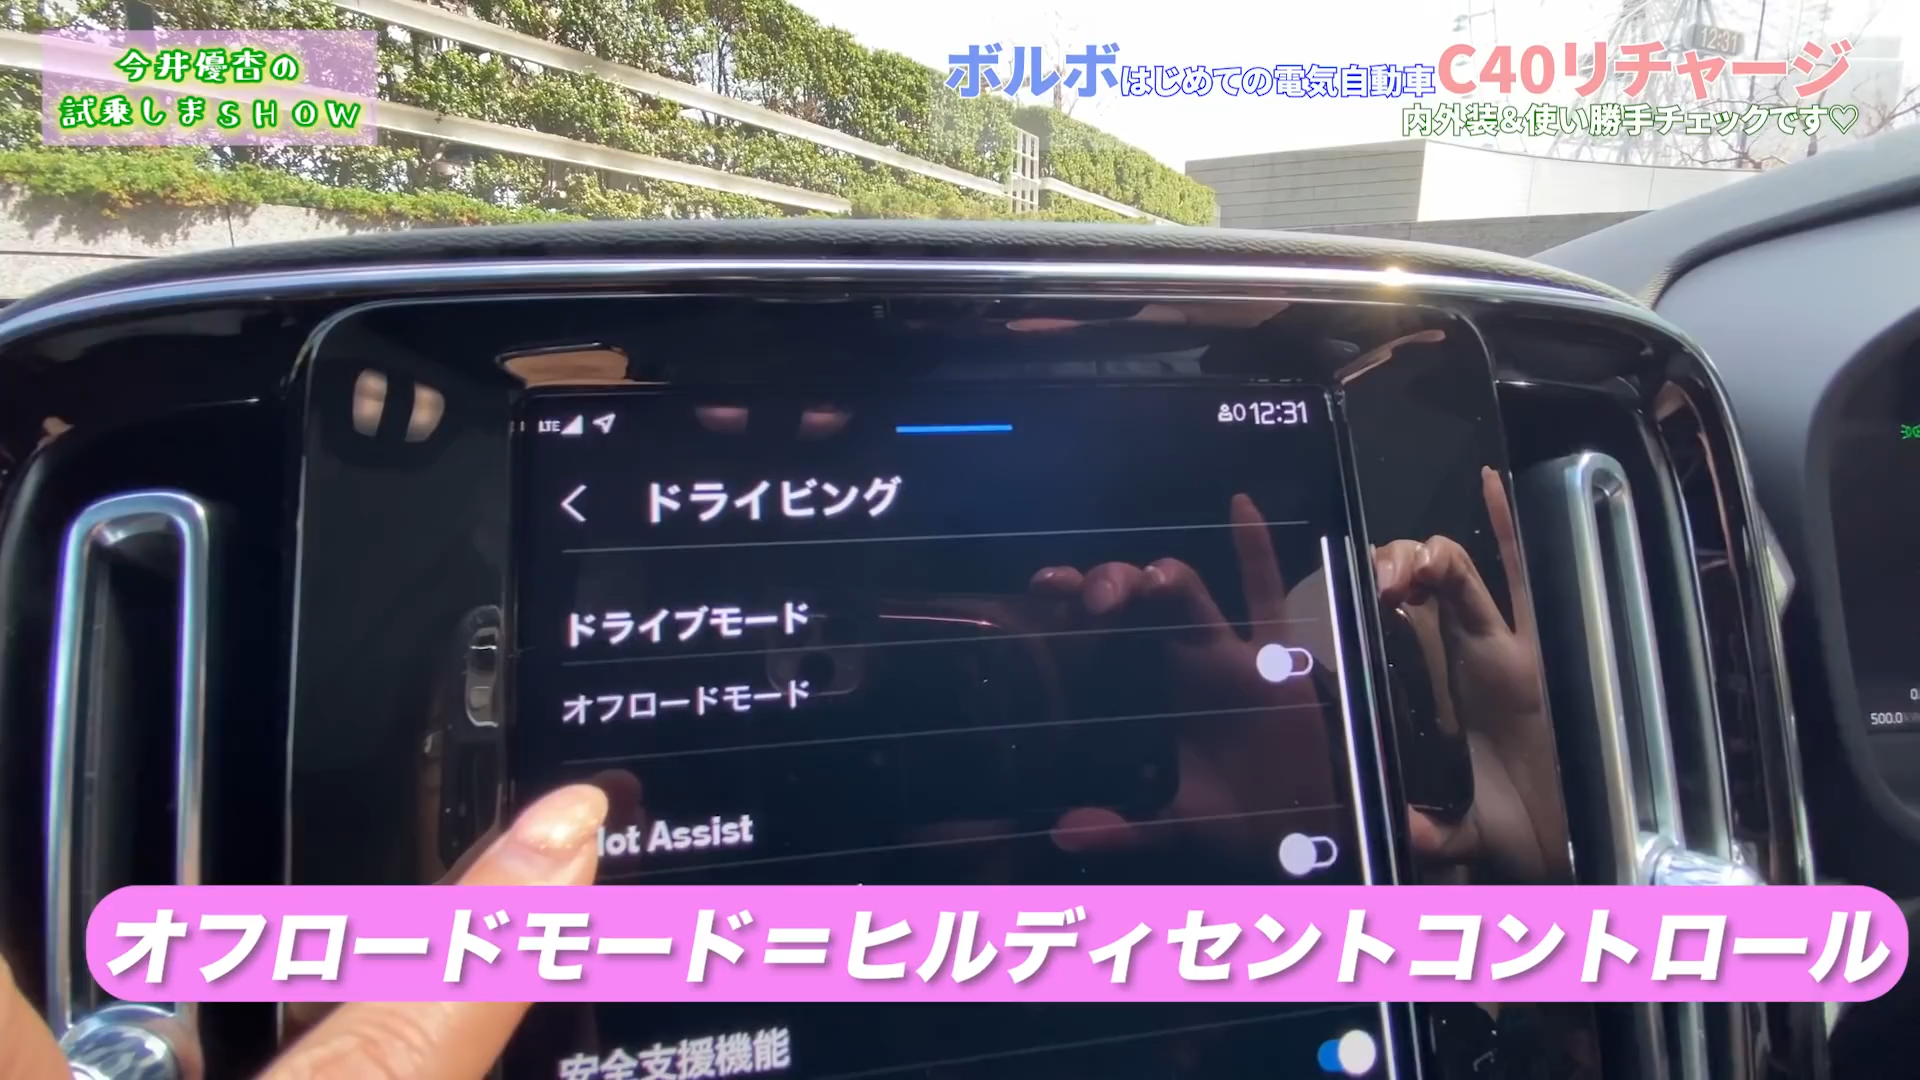 今井優杏の
試乗しまSHOW
ボルボはじめての電気自動車C40リチャージ
内外装&使い勝手チェックです♡
12:31
LTE
0 12:31
ドライビング
ドライブモード
オフロードモード
lot Assist
オフロードモード=ヒルディセントコントロール
安全支援機能
500.0